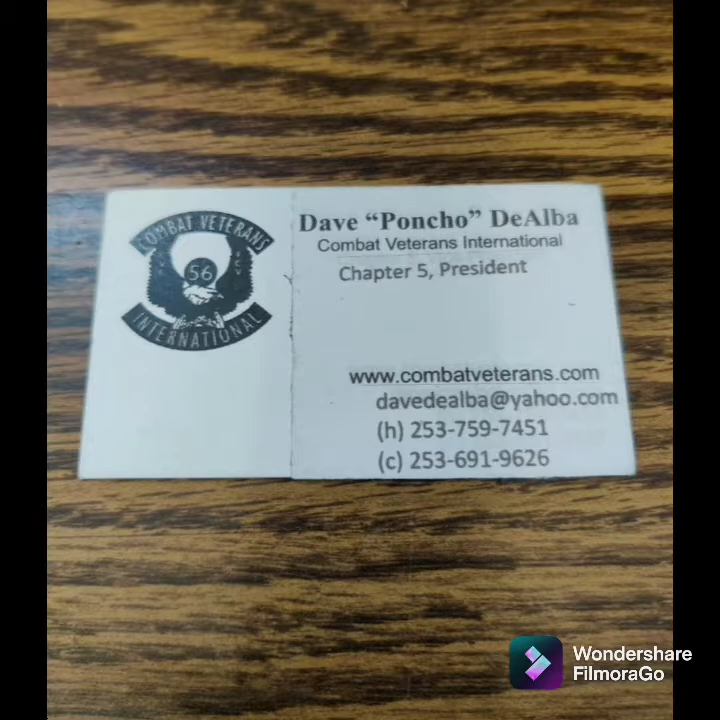 COMBAT VETERANS
56
INTERNATIONAL
Dave “Poncho” DeAlba
Combat Veterans International
Chapter 5, President
www.combatveterans.com
davedealba@yahoo.com
(h) 253-759-7451
(c) 253-691-9626
Wondershare
FilmoraGo